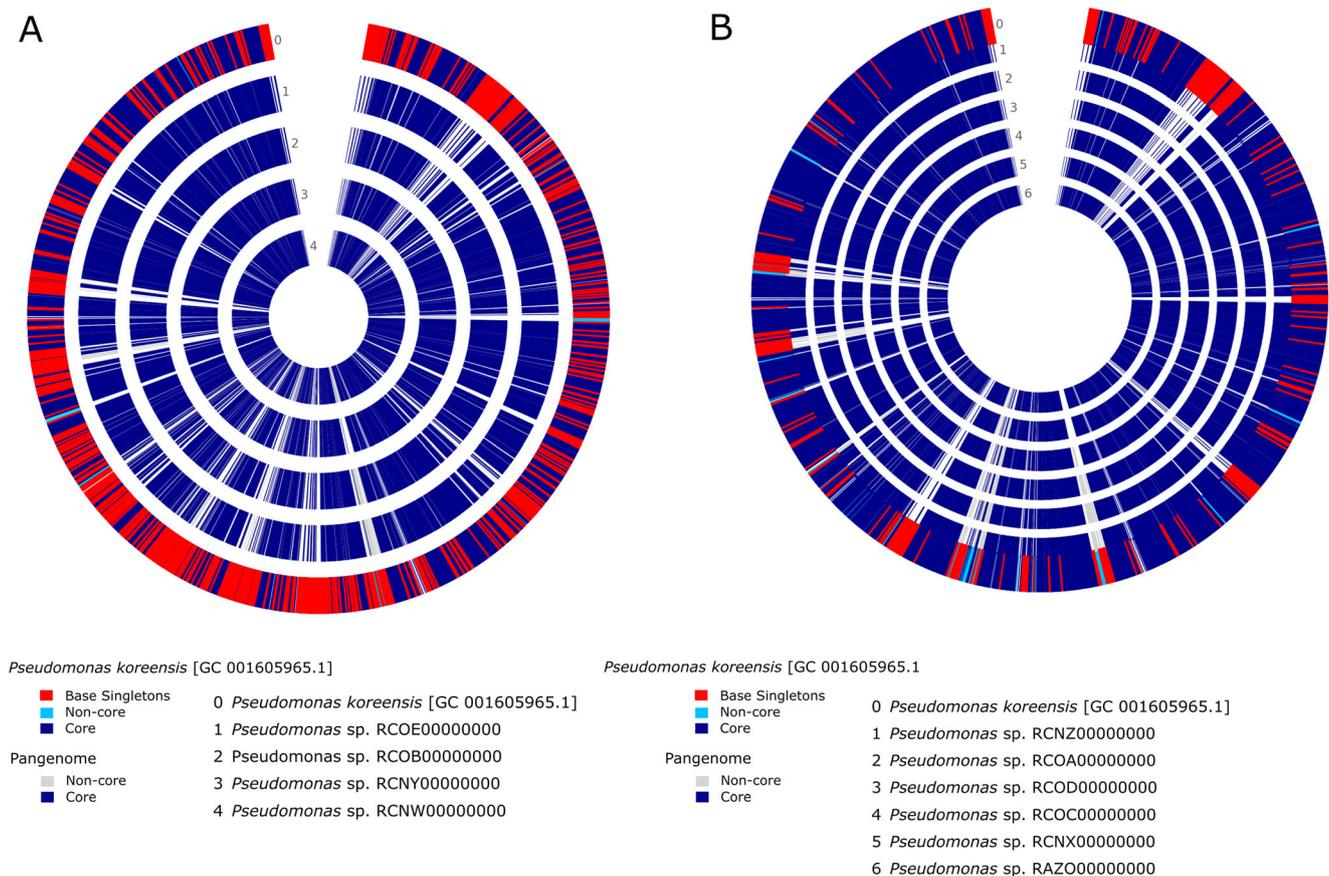 A
0
1
2
3
4
B
0
1
2
3
4
5
6
Pseudomonas koreensis [GC 001605965.1]
Base Singletons
Non-core
Core
Pangenome
Non-core
Core
0 Pseudomonas koreensis [GC 001605965.1]
1 Pseudomonas sp. RCOE00000000
2 Pseudomonas sp. RCOB00000000
3 Pseudomonas sp. RCNY00000000
4 Pseudomonas sp. RCNW00000000
Pseudomonas koreensis [GC 001605965.1
Base Singletons
Non-core
Core
Pangenome
Non-core
Core
0 Pseudomonas koreensis [GC 001605965.1]
1 Pseudomonas sp. RCNZ00000000
2 Pseudomonas sp. RCOA00000000
3 Pseudomonas sp. RCOD00000000
4 Pseudomonas sp. RCOC00000000
5 Pseudomonas sp. RCNX00000000
6 Pseudomonas sp. RAZO00000000